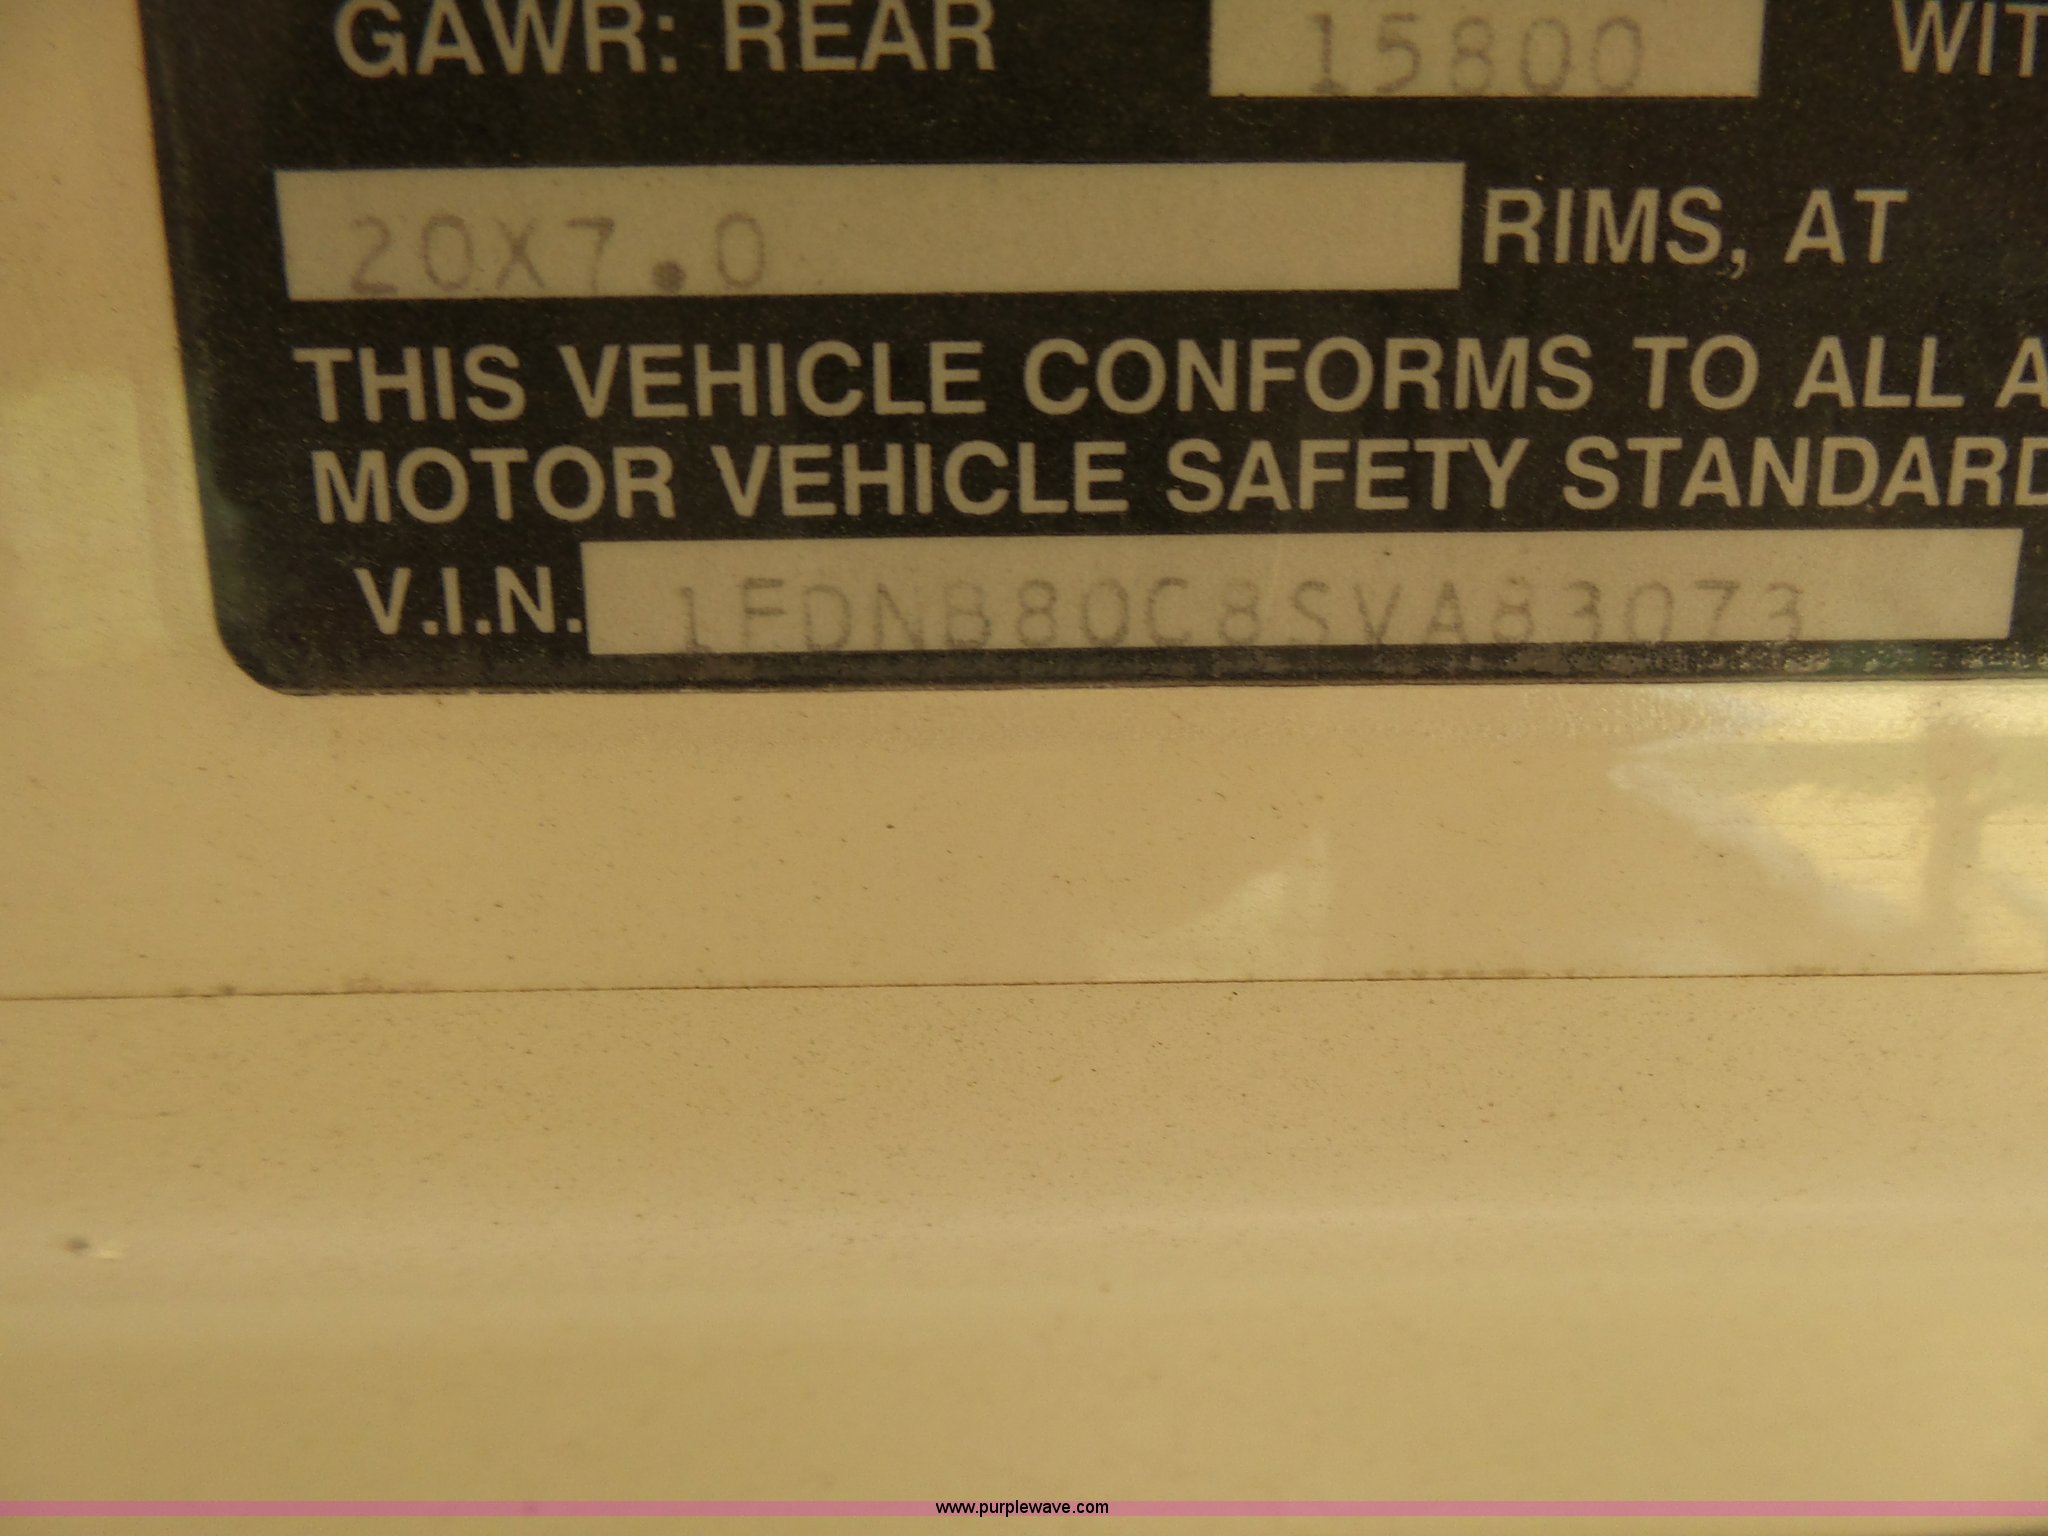 GAWR: REAR 15800 WIT
20X7.0 RIMS, AT
THIS VEHICLE CONFORMS TO ALL A
MOTOR VEHICLE SAFETY STANDARD
V.I.N. 1FDNB80C8SVA83073
www.purplewave.com